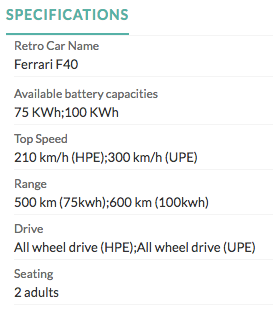 SPECIFICATIONS
Retro Car Name
Ferrari F40
Available battery capacities
75 KWh;100 KWh
Top Speed
210 km/h (HPE);300 km/h (UPE)
Range
500 km (75kwh);600 km (100kwh)
Drive
All wheel drive (HPE);All wheel drive (UPE)
Seating
2 adults